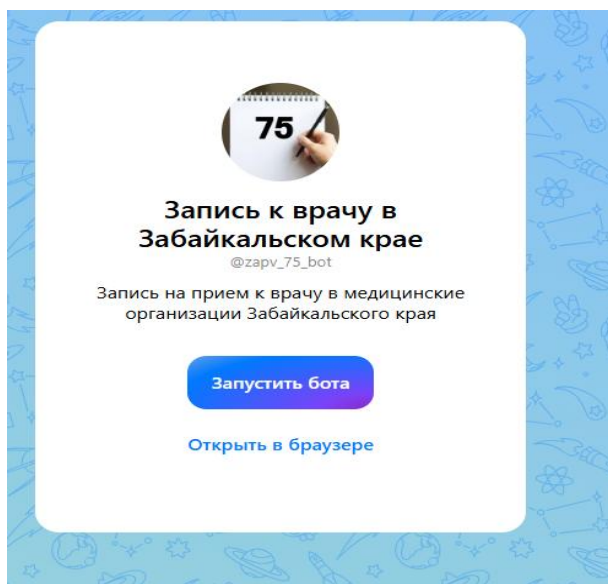 75
Запись к врачу в
Забайкальском крае
@zapv_75_bot
Запись на прием к врачу в медицинские
организации Забайкальского края
Запустить бота
Открыть в браузере